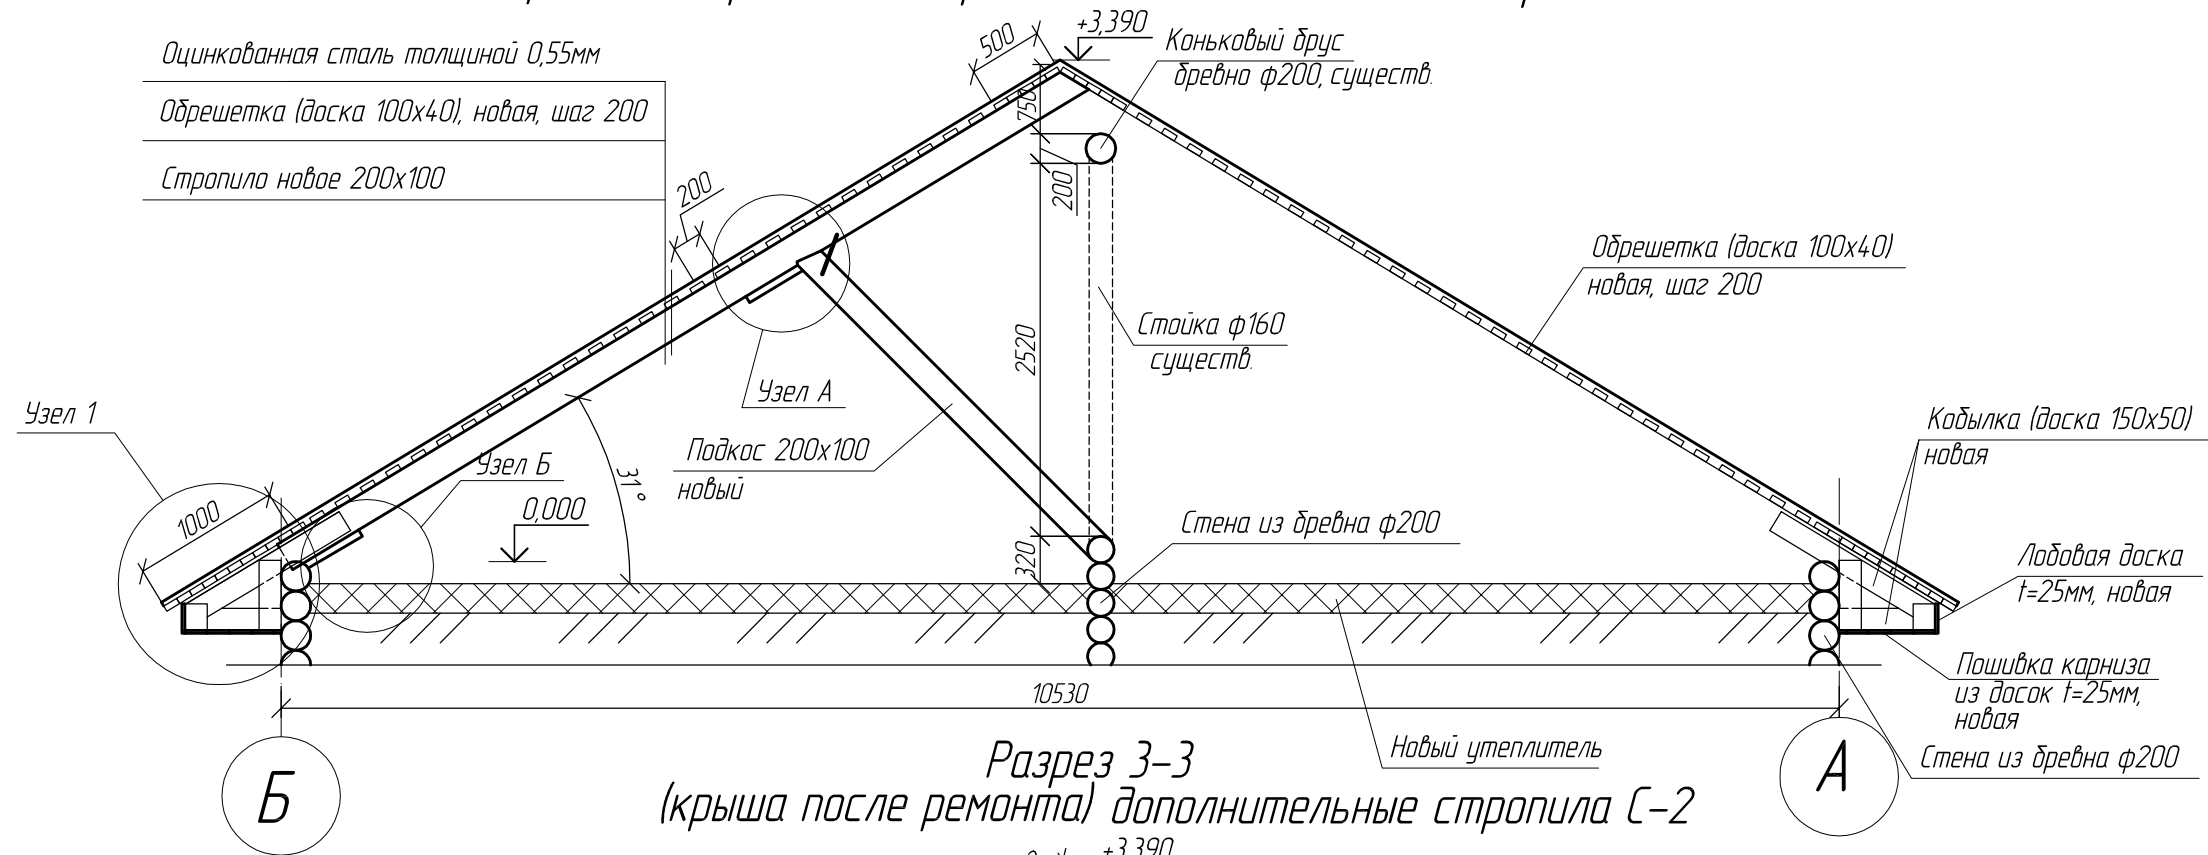 +3,390
500
Коньковый брус
бревно ф200, существ.
Оцинкованная сталь толщиной 0,55мм
Обрешетка (доска 100х40), новая, шаг 200
Стропило новое 200х100
750
200
200
Обрешетка (доска 100х40)
новая, шаг 200
Стойка ф160
существ.
2520
Узел А
Узел 1
Кобылка (доска 150х50)
новая
Подкос 200х100
новый
Узел Б
31°
1000
0,000
Стена из бревна ф200
320
Лобовая доска
t=25мм, новая
Пошивка карниза
из досок t=25мм,
новая
10530
Новый утеплитель
Стена из бревна ф200
Б
А
Разрез 3-3
(крыша после ремонта) дополнительные стропила С-2
+3,390